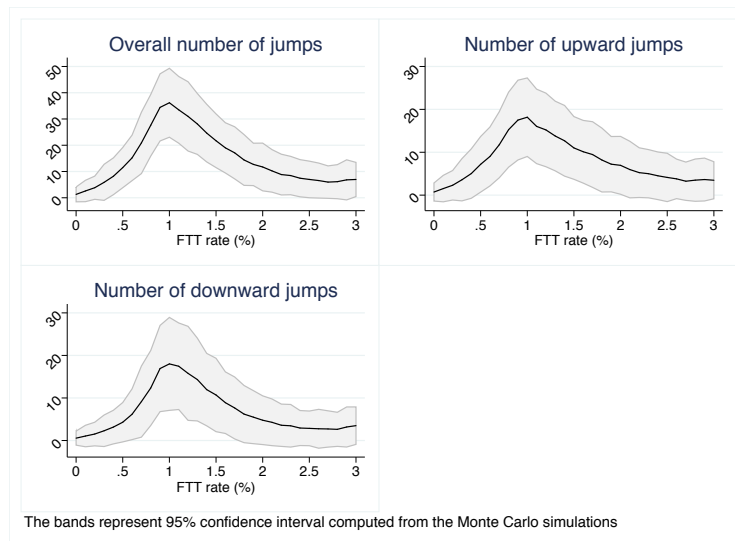 Overall number of jumps
50
40
30
20
10
0
0 .5 1 1.5 2 2.5 3
FTT rate (%)
Number of upward jumps
30
20
10
0
0 .5 1 1.5 2 2.5 3
FTT rate (%)
Number of downward jumps
30
20
10
0
0 .5 1 1.5 2 2.5 3
FTT rate (%)
The bands represent 95% confidence interval computed from the Monte Carlo simulations